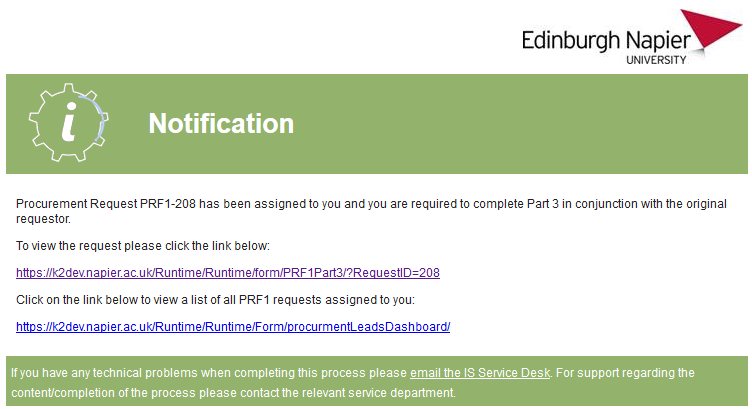 Edinburgh Napier
UNIVERSITY
i
Notification
Procurement Request PRF1-208 has been assigned to you and you are required to complete Part 3 in conjunction with the original
requestor.
To view the request please click the link below:
https://k2dev.napier.ac.uk/Runtime/Runtime/form/PRF1Part3/?RequestID=208
Click on the link below to view a list of all PRF1 requests assigned to you:
https://k2dev.napier.ac.uk/Runtime/Runtime/Form/procurmentLeadsDashboard/
If you have any technical problems when completing this process please email the IS Service Desk. For support regarding the
content/completion of the process please contact the relevant service department.